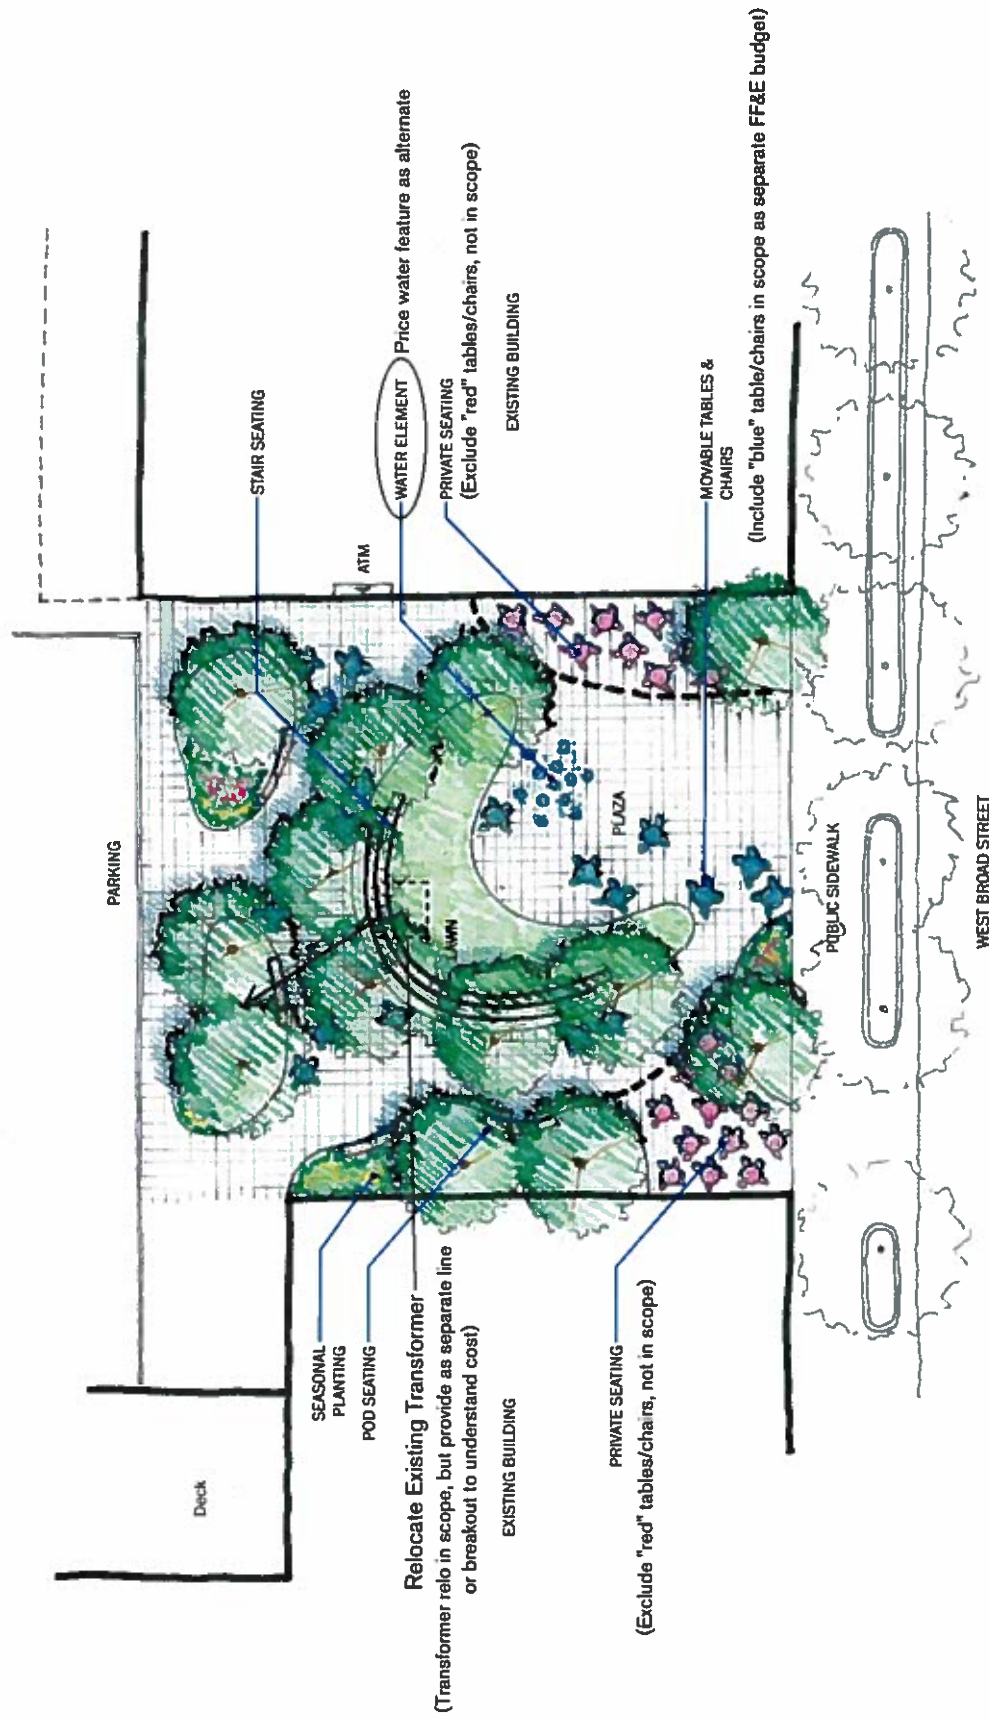 PARKING
Deck
STAIR SEATING
ATM
WATER ELEMENT
Price water feature as alternate
PRIVATE SEATING
(Exclude "red" tables/chairs, not in scope)
EXISTING BUILDING
SEASONAL
PLANTING
POD SEATING
Relocate Existing Transformer
(Transformer relo in scope, but provide as separate line
or breakout to understand cost)
EXISTING BUILDING
PLAZA
MOVABLE TABLES &
CHAIRS
(Include "blue" table/chairs in scope as separate FF&E budget)
PRIVATE SEATING
(Exclude "red" tables/chairs, not in scope)
PUBLIC SIDEWALK
WEST BROAD STREET